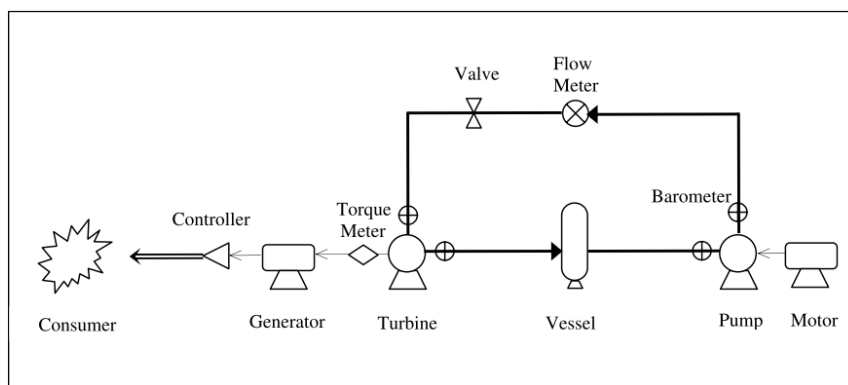 Flow
Meter
Valve
Barometer
Torque
Meter
Controller
Consumer
Generator
Turbine
Vessel
Pump
Motor